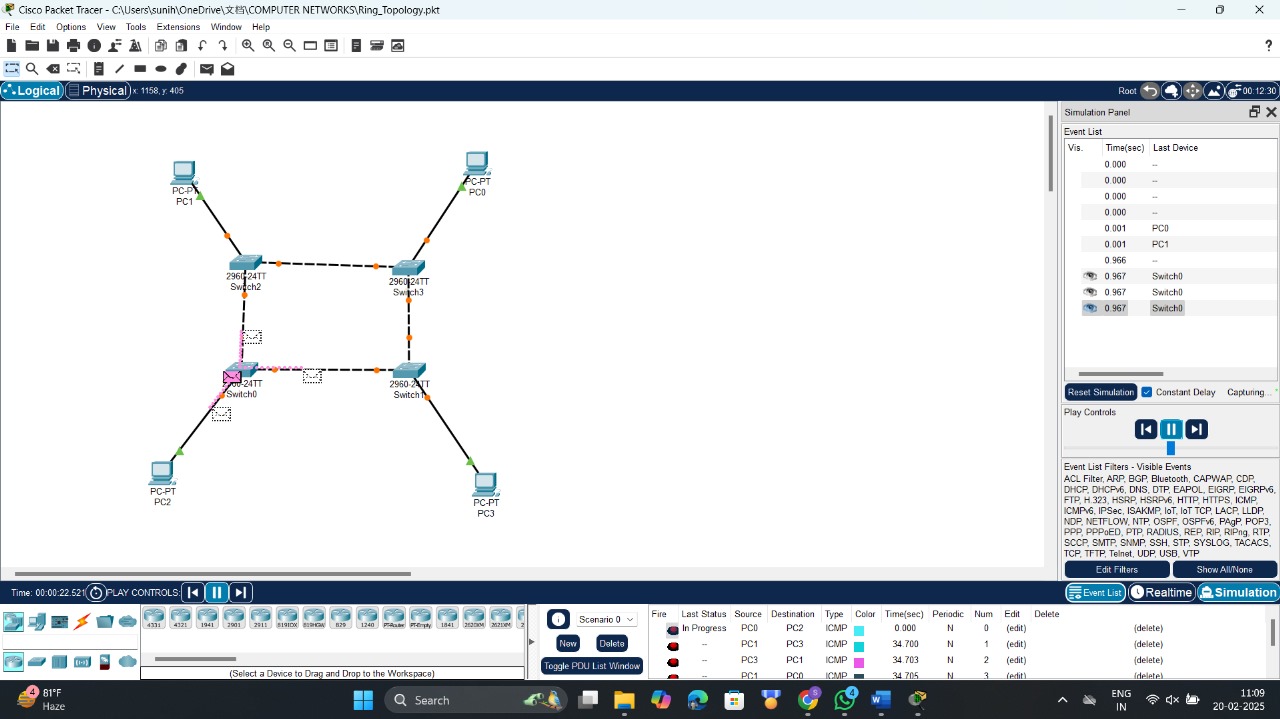 Cisco Packet Tracer - C:\Users\sunih\OneDrive\文档\COMPUTER NETWORKS\Ring_Topology.pkt
File Edit Options View Tools Extensions Window Help
?
Logical Physical x: 1158, y: 405 Root 00:12:30
Simulation Panel
Event List
Vis. Time(sec) Last Device
0.000 --
0.000 --
0.000 --
0.000 --
0.001 PC0
0.001 PC1
0.966 --
0.967 Switch0
0.967 Switch0
0.967 Switch0
Reset Simulation Constant Delay Capturing...
Play Controls
Event List Filters - Visible Events
ACL Filter, ARP, BGP, Bluetooth, CAPWAP, CDP,
DHCP, DHCPv6, DNS, DTP, EAPOL, EIGRP, EIGRPv6,
FTP, H.323, HSRP, HSRPv6, HTTP, HTTPS, ICMP,
ICMPv6, IPSec, ISAKMP, IoT, IoT TCP, LACP, LLDP,
NDP, NETFLOW, NTP, OSPF, OSPFv6, PAgP, POP3,
PPP, PPPoED, PTP, RADIUS, REP, RIP, RIPng, RTP,
SCCP, SMTP, SNMP, SSH, STP, SYSLOG, TACACS,
TCP, TFTP, Telnet, UDP, USB, VTP
Edit Filters Show All/None
Event List Realtime Simulation
PC-PT
PC1
PC-PT
PC0
2960-24TT
Switch2
2960-24TT
Switch3
2960-24TT
Switch0
2960-24TT
Switch1
PC-PT
PC2
PC-PT
PC3
Time: 00:00:22.521 PLAY CONTROLS:
4331 4321 1941 2901 2911 819IOX 819HGW 829 1240 PT-Router PT-Empty 1841 2620XM 2621XM
(Select a Device to Drag and Drop to the Workspace)
Scenario 0
New Delete
Toggle PDU List Window
Fire Last Status Source Destination Type Color Time(sec) Periodic Num Edit Delete
In Progress PC0 PC2 ICMP 0.000 N 0 (edit) (delete)
-- PC1 PC3 ICMP 34.700 N 1 (edit) (delete)
-- PC3 PC1 ICMP 34.703 N 2 (edit) (delete)
-- PC1 PC0 ICMP 34.705 N 3 (edit) (delete)
4
81°F
Haze
Search
S
4
ENG
IN
11:09
20-02-2025